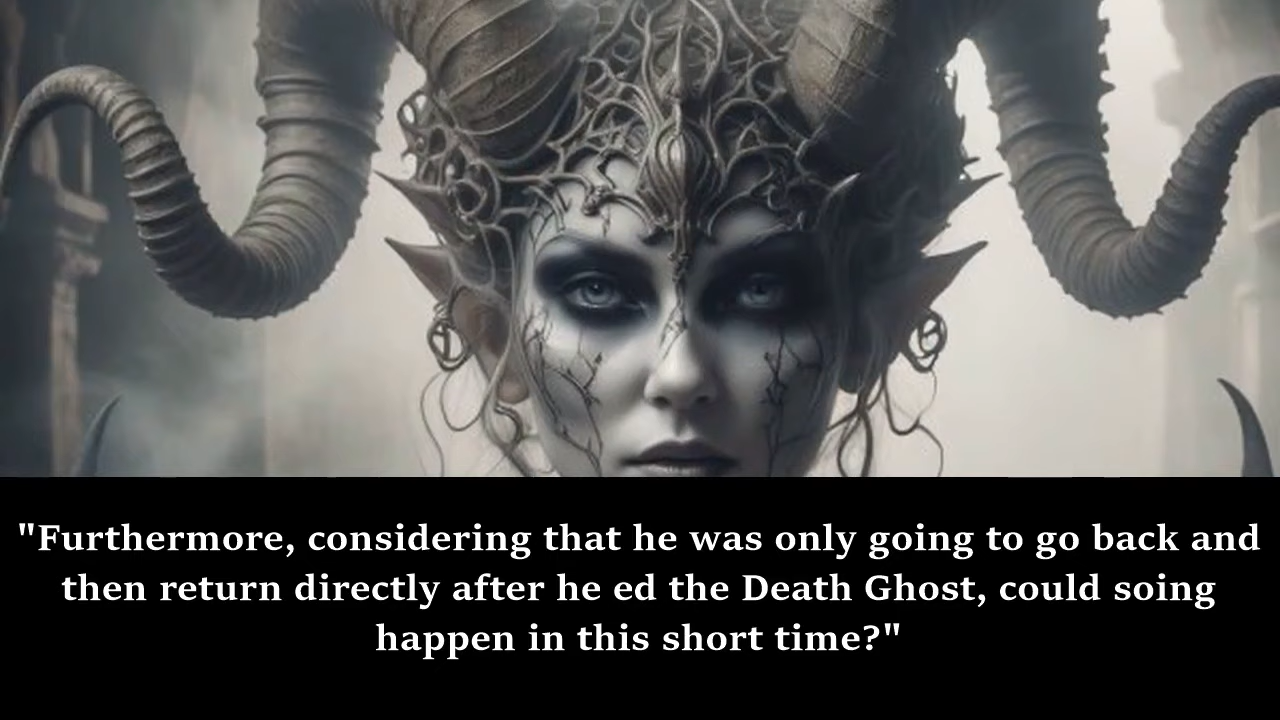 "Furthermore, considering that he was only going to go back and
then return directly after he ed the Death Ghost, could soing
happen in this short time?"